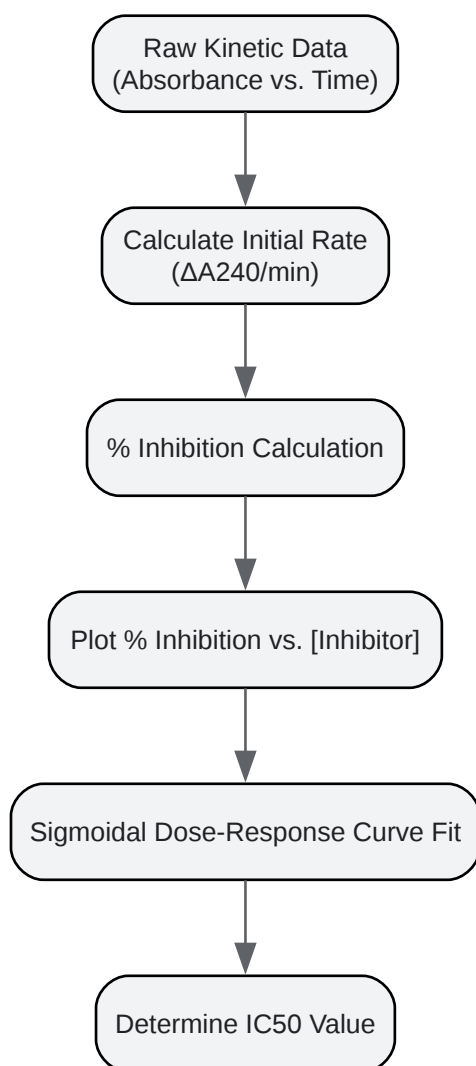 Raw Kinetic Data
(Absorbance vs. Time)
Calculate Initial Rate
(ΔA240/min)
% Inhibition Calculation
Plot % Inhibition vs. [Inhibitor]
Sigmoidal Dose-Response Curve Fit
Determine IC50 Value